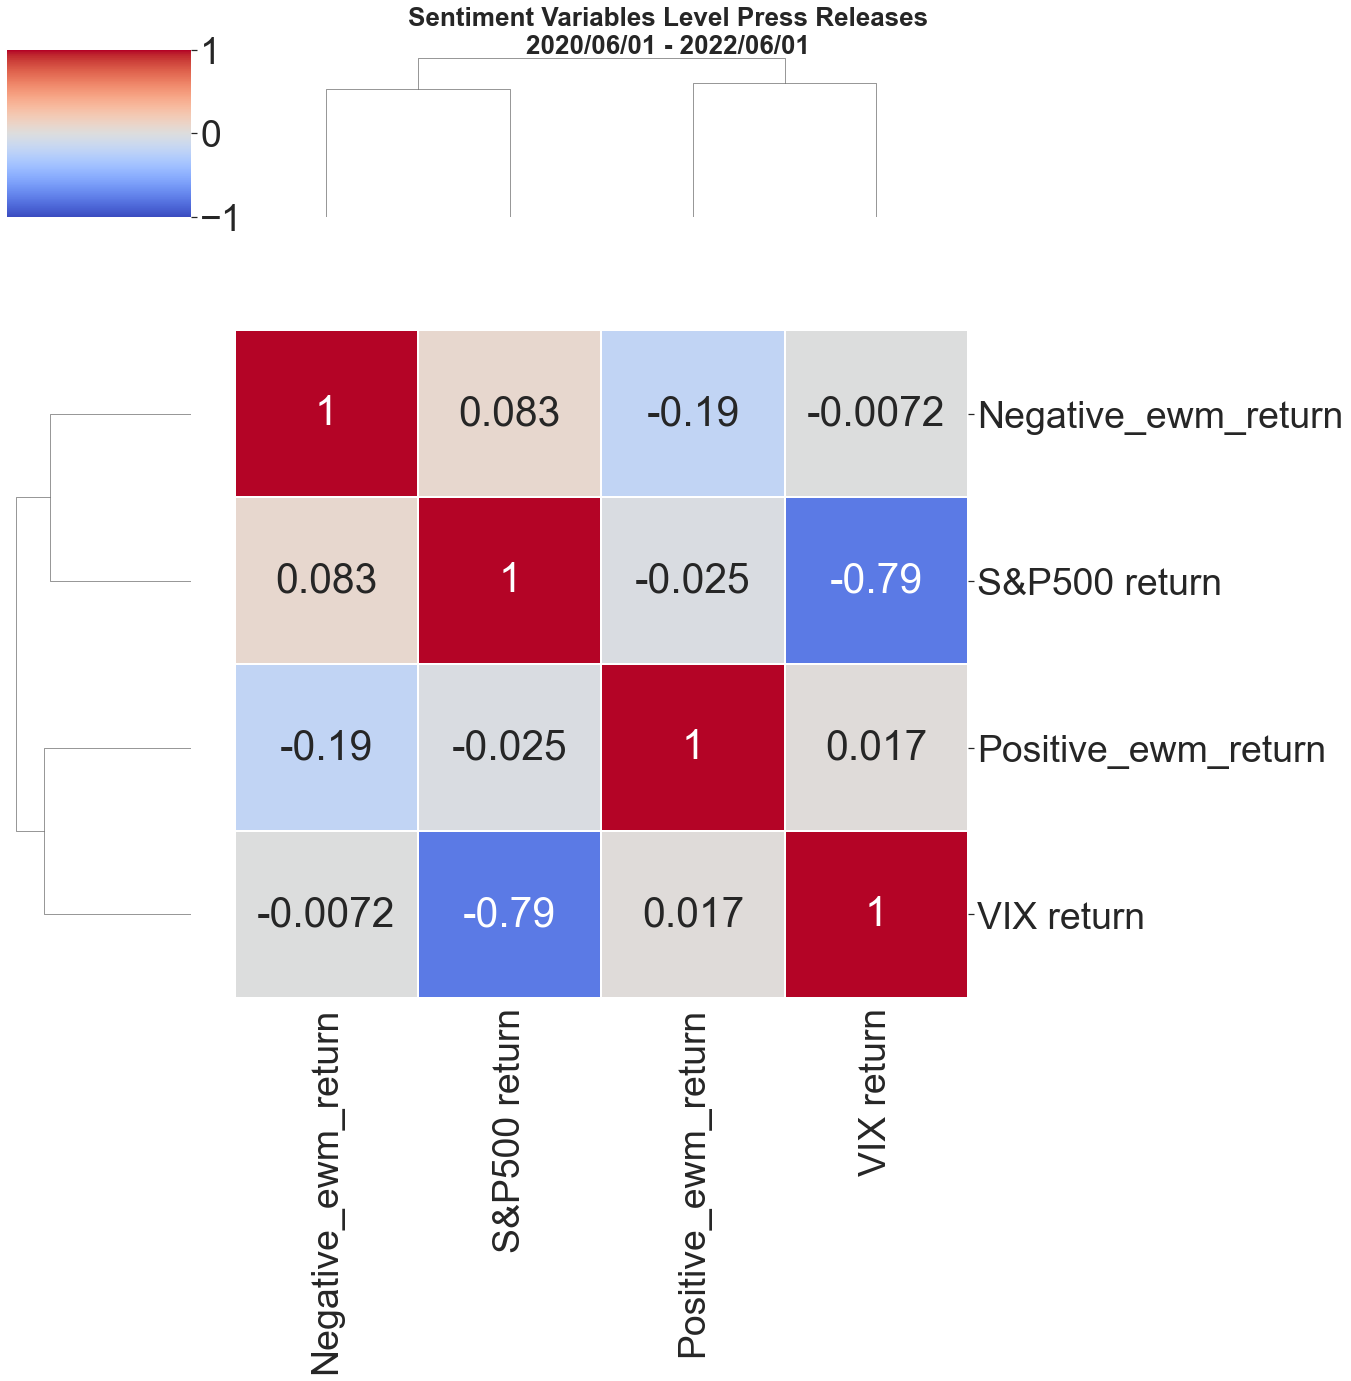 Sentiment Variables Level Press Releases
2020/06/01 - 2022/06/01
1
0
−1
1 0.083 -0.19 -0.0072 Negative_ewm_return
0.083 1 -0.025 -0.79 S&P500 return
-0.19 -0.025 1 0.017 Positive_ewm_return
-0.0072 -0.79 0.017 1 VIX return
Negative_ewm_return
S&P500 return
Positive_ewm_return
VIX return